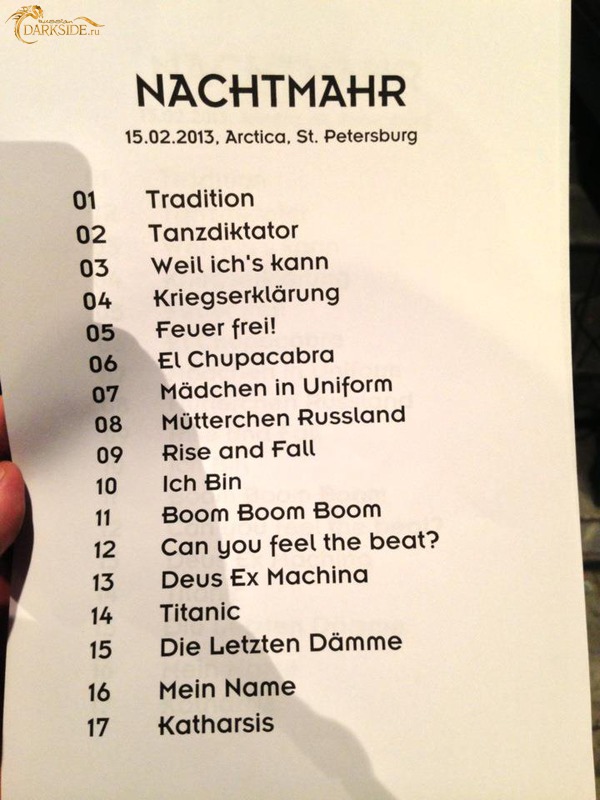 RUSSIAN
DARKSIDE.ru
NACHTMAHR
15.02.2013, Arctica, St. Petersburg
01 Tradition
02 Tanzdiktator
03 Weil ich's kann
04 Kriegserklärung
05 Feuer frei!
06 El Chupacabra
07 Mädchen in Uniform
08 Mütterchen Russland
09 Rise and Fall
10 Ich Bin
11 Boom Boom Boom
12 Can you feel the beat?
13 Deus Ex Machina
14 Titanic
15 Die Letzten Dämme
16 Mein Name
17 Katharsis